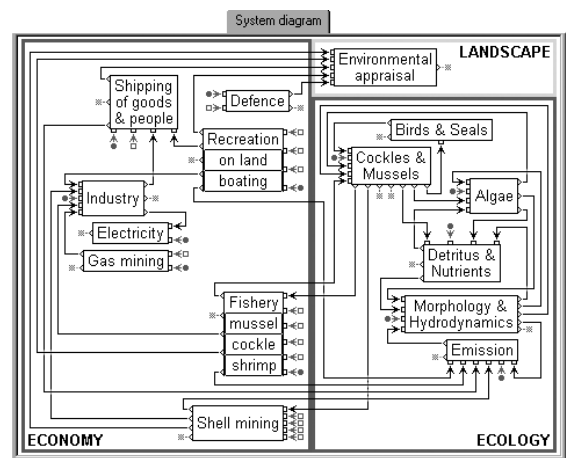 System diagram
LANDSCAPE
Environmental
appraisal
Shipping
of goods
& people
Defence
Recreation
on land
boating
Industry
Electricity
Gas mining
Fishery
mussel
cockle
shrimp
Shell mining
ECONOMY
Birds & Seals
Cockles &
Mussels
Algae
Detritus &
Nutrients
Morphology &
Hydrodynamics
Emission
ECOLOGY